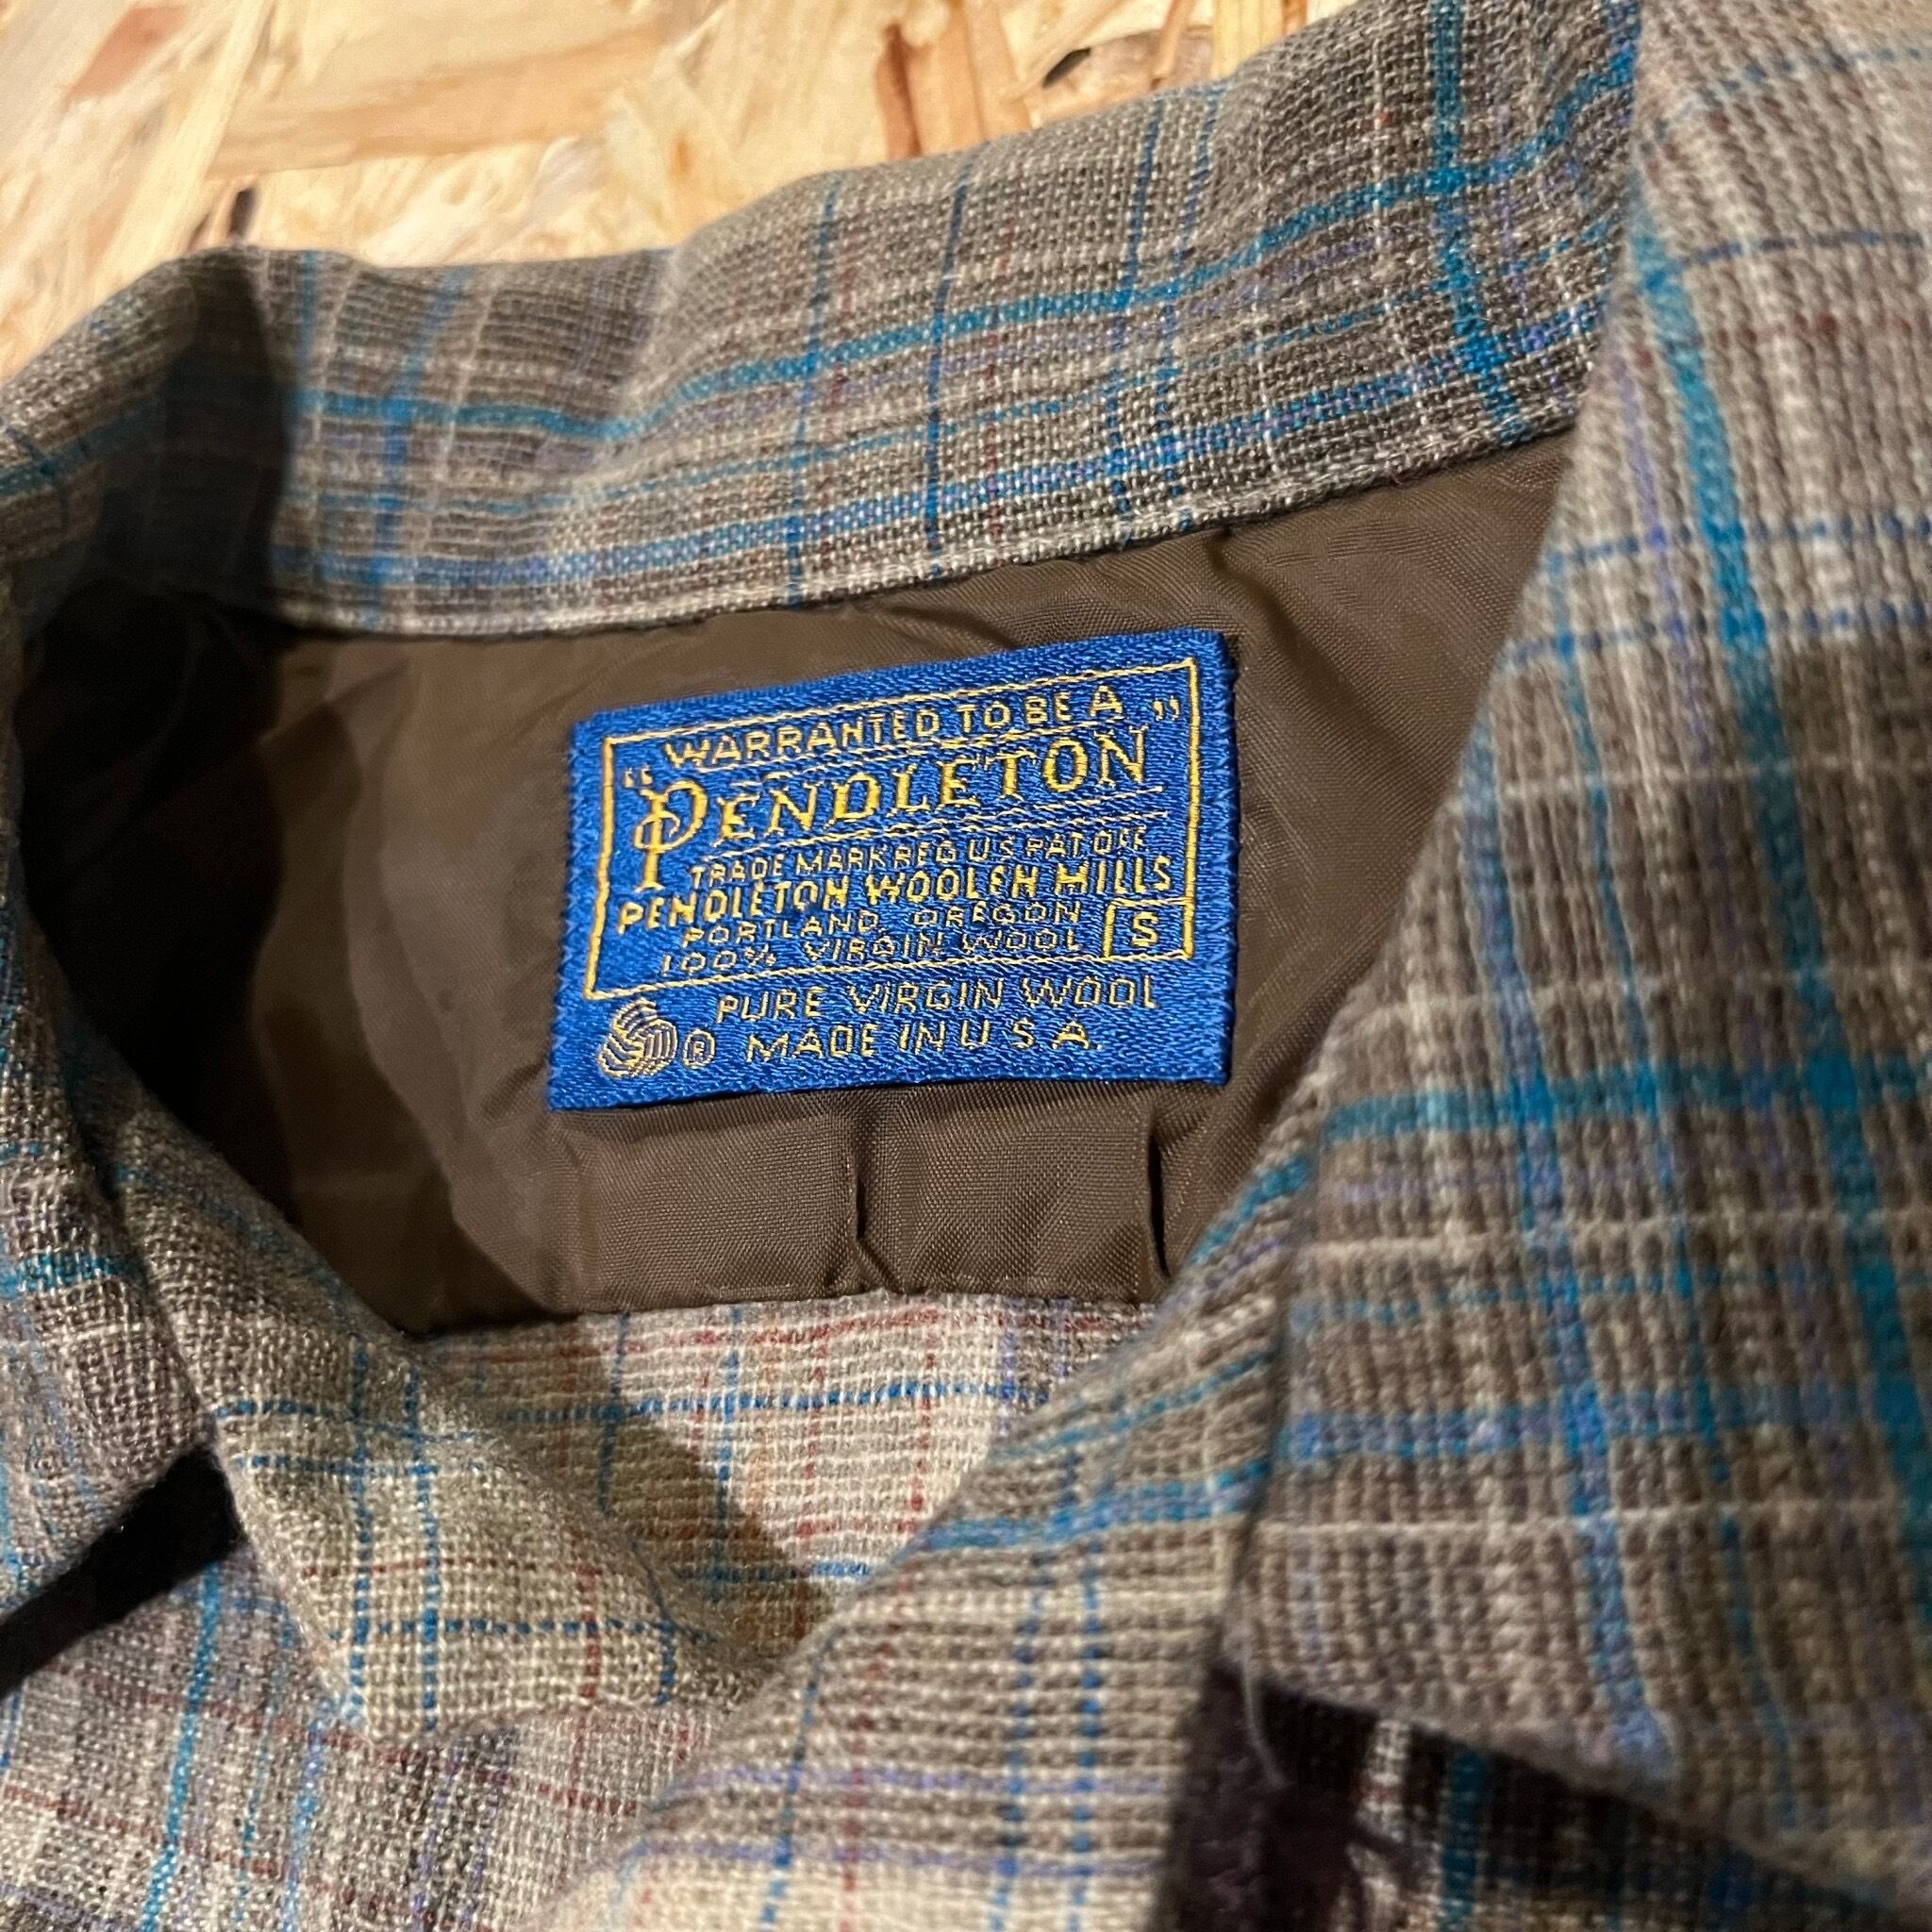 "WARRANTED TO BE A"
PENDLETON
TRADE MARK REG U S PAT OFF
PENDLETON WOOLEN MILLS
PORTLAND, OREGON
100% VIRGIN WOOL S
PURE VIRGIN WOOL
® MADE IN U S A.